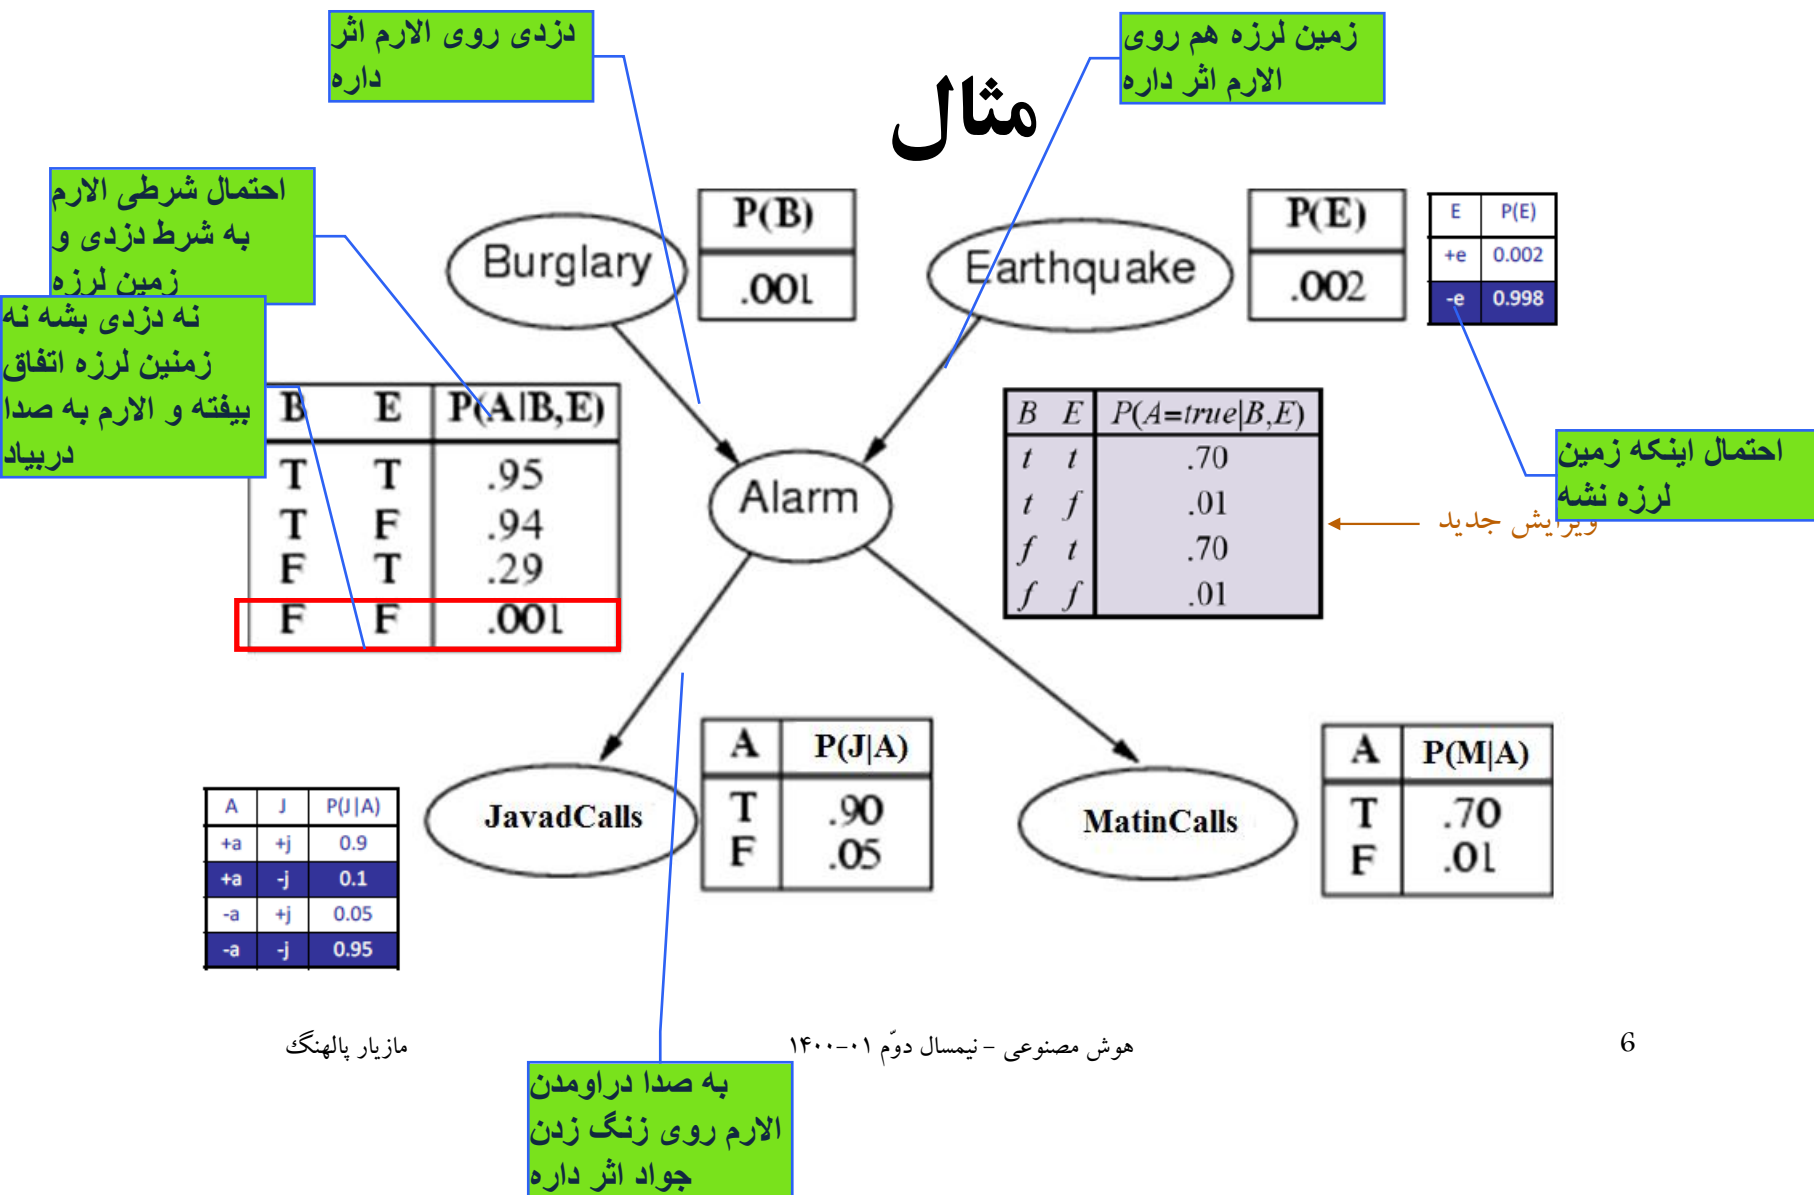 دزدی روی الارم اثر
داره
زمین لرزه هم روی
الارم اثر داره
مثال
احتمال شرطی الارم
به شرط دزدی و
زمین لرزه
نه دزدی بشه نه
زمنین لرزه اتفاق
بیفته و الارم به صدا
دربیاد
Burglary
P(B)
.001
Earthquake
P(E)
.002
E P(E)
+e 0.002
-e 0.998
احتمال اینکه زمین
لرزه نشه
B E P(A|B,E)
T T .95
T F .94
F T .29
F F .001
Alarm
B E P(A=true|B,E)
t t .70
t f .01
f t .70
f f .01
ویرایش جدید
A J P(J|A)
+a +j 0.9
+a -j 0.1
-a +j 0.05
-a -j 0.95
JavadCalls
A P(J|A)
T .90
F .05
MatinCalls
A P(M|A)
T .70
F .01
مازیار پالهنگ
هوش مصنوعی - نیمسال دوّم ۰۱-۱۴۰۰
6
به صدا دراومدن
الارم روی زنگ زدن
جواد اثر داره